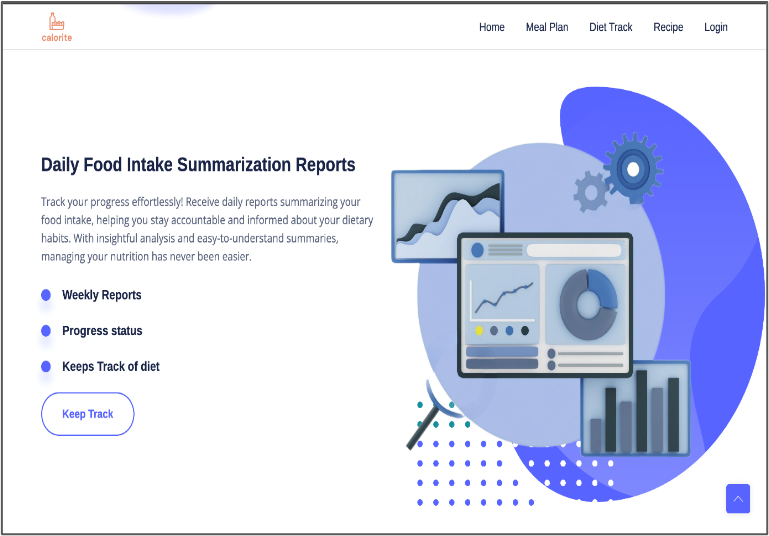 calorite
Home Meal Plan Diet Track Recipe Login
Daily Food Intake Summarization Reports
Track your progress effortlessly! Receive daily reports summarizing your
food intake, helping you stay accountable and informed about your dietary
habits. With insightful analysis and easy-to-understand summaries,
managing your nutrition has never been easier.
Weekly Reports
Progress status
Keeps Track of diet
Keep Track